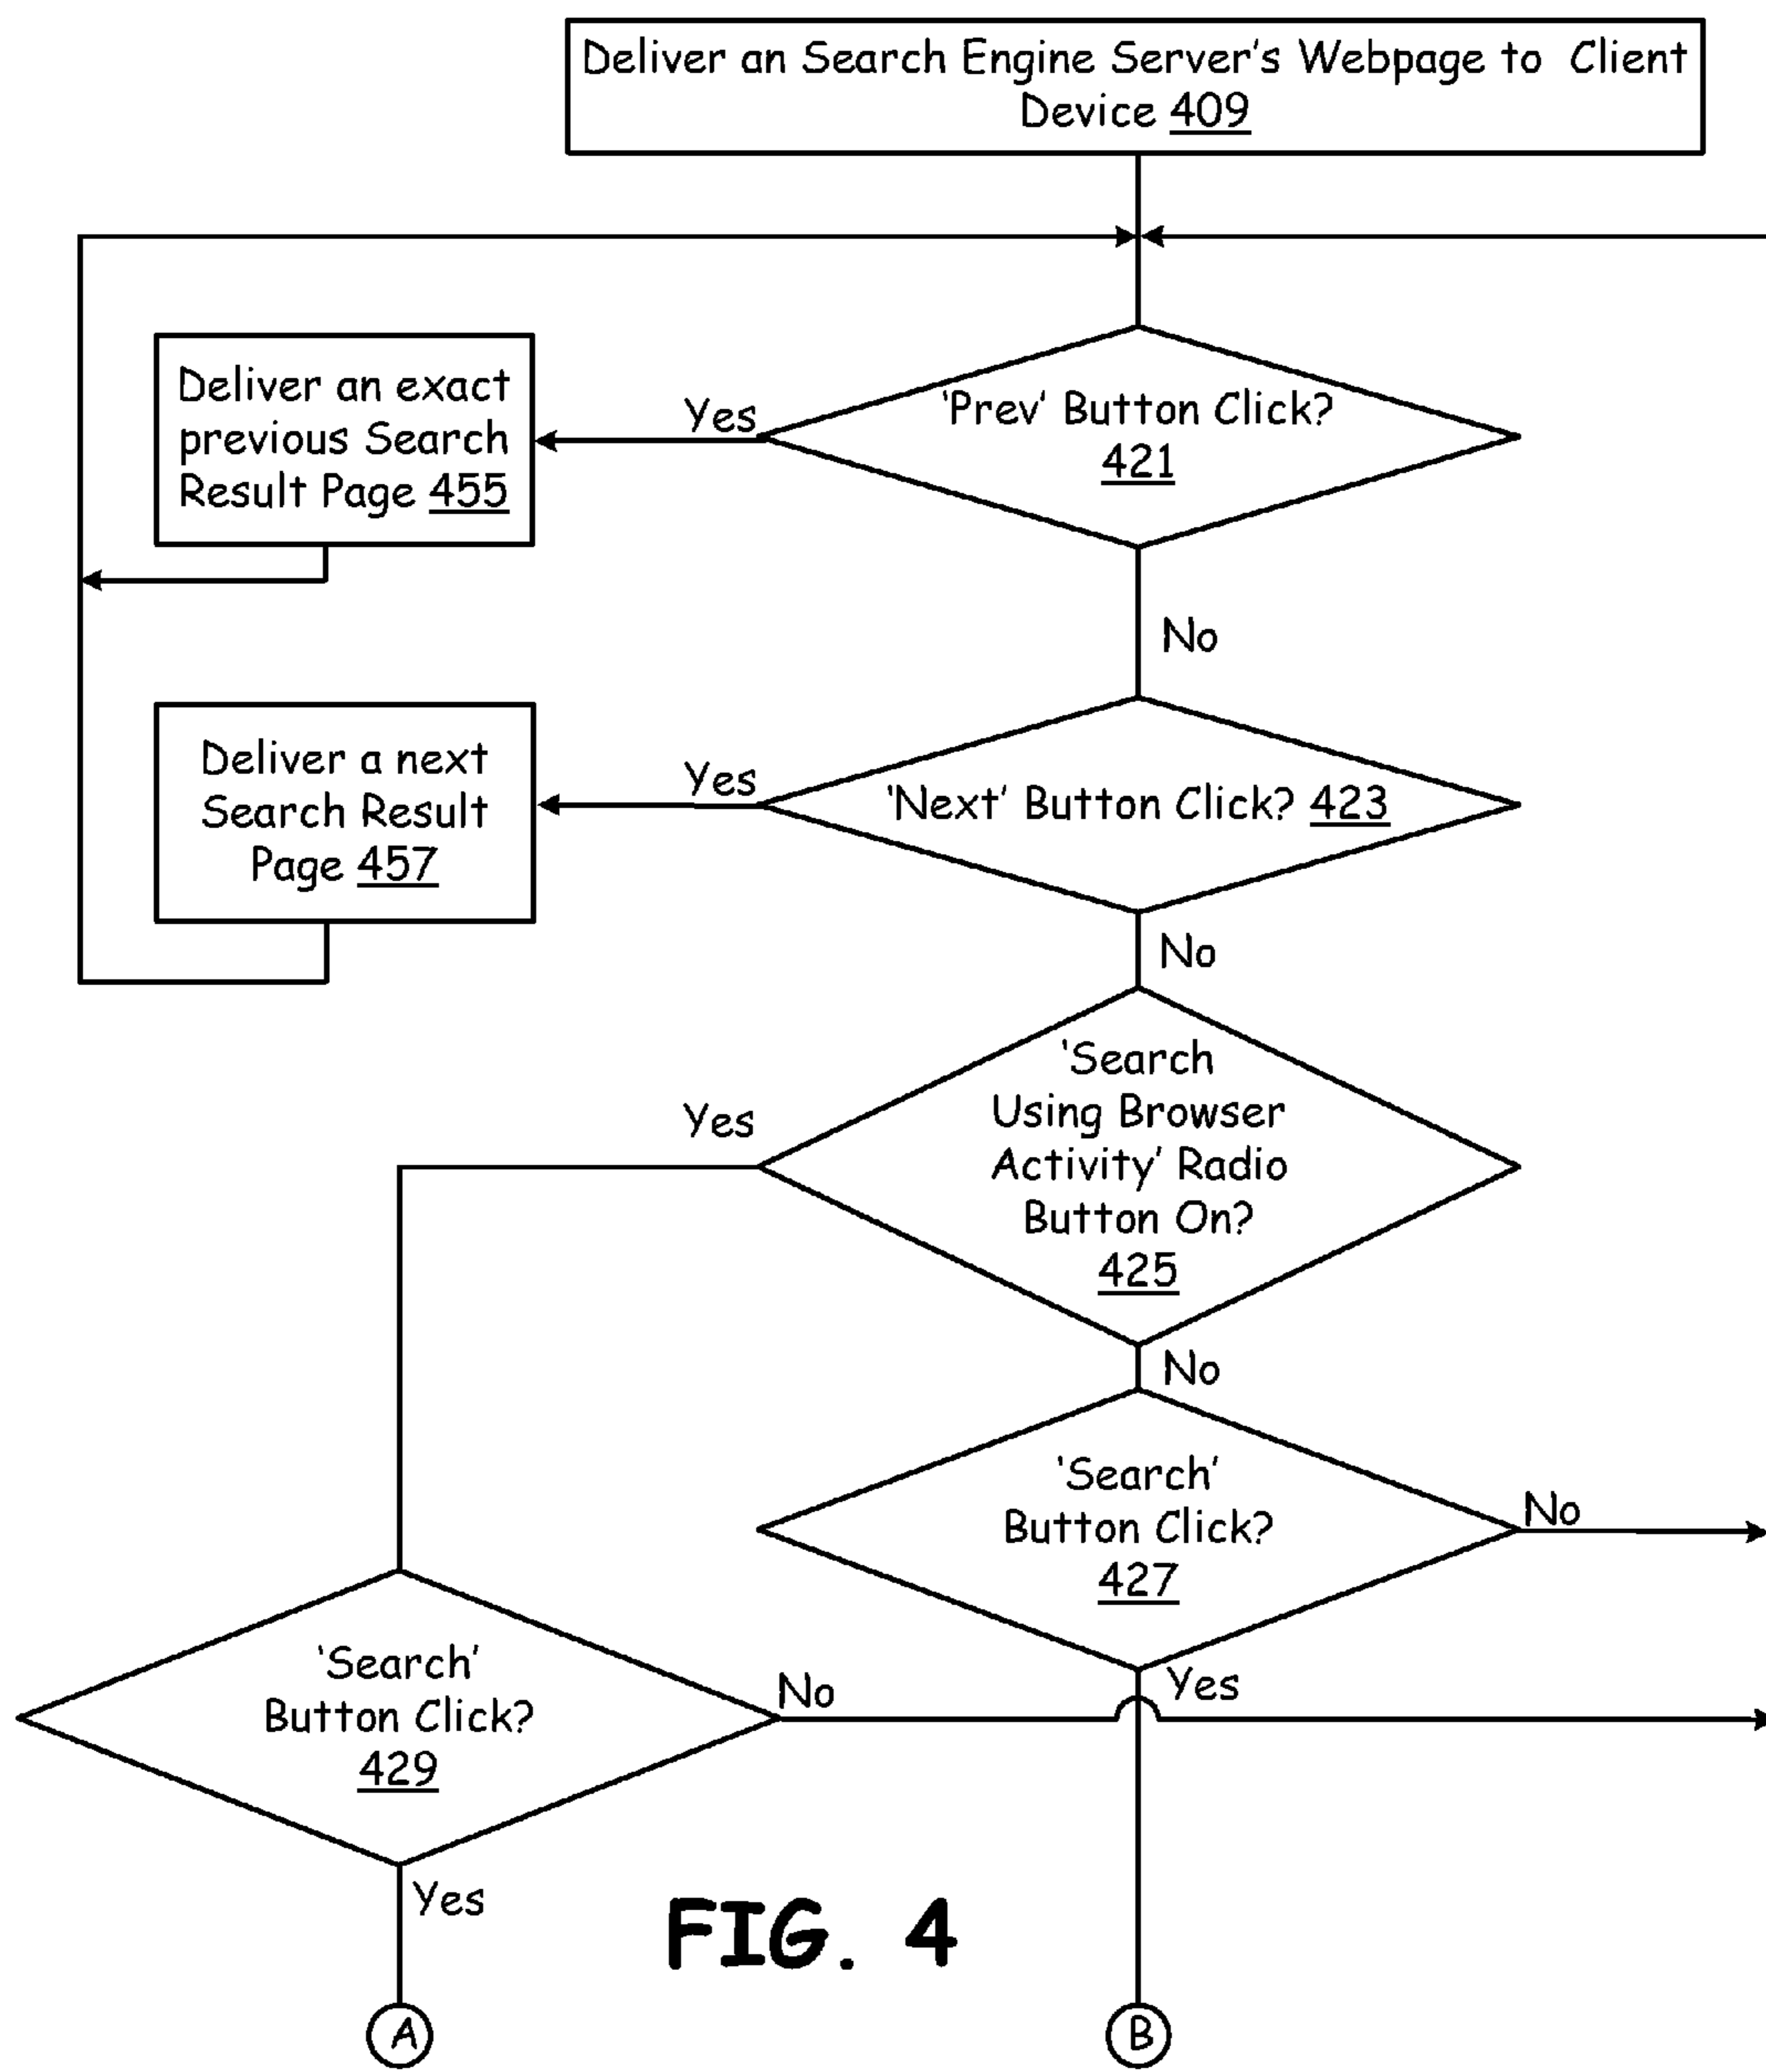 Deliver an Search Engine Server's Webpage to Client
Device 409
Deliver an exact
previous Search
Result Page 455
Yes
'Prev' Button Click?
421
No
Deliver a next
Search Result
Page 457
Yes
'Next' Button Click? 423
No
Yes
'Search
Using Browser
Activity' Radio
Button On?
425
No
'Search'
Button Click?
427
No
Yes
'Search'
Button Click?
429
No
Yes
FIG. 4
A
B